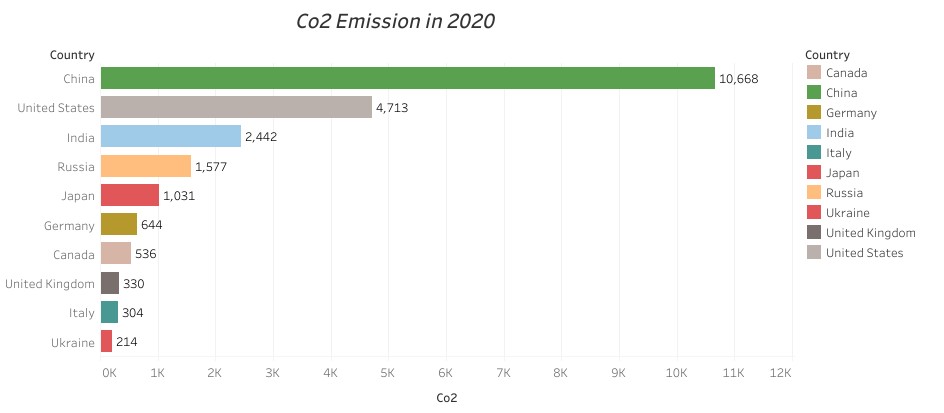 Co2 Emission in 2020
Country
China 10,668
United States 4,713
India 2,442
Russia 1,577
Japan 1,031
Germany 644
Canada 536
United Kingdom 330
Italy 304
Ukraine 214
0K 1K 2K 3K 4K 5K 6K 7K 8K 9K 10K 11K 12K
Co2
Country
Canada
China
Germany
India
Italy
Japan
Russia
Ukraine
United Kingdom
United States